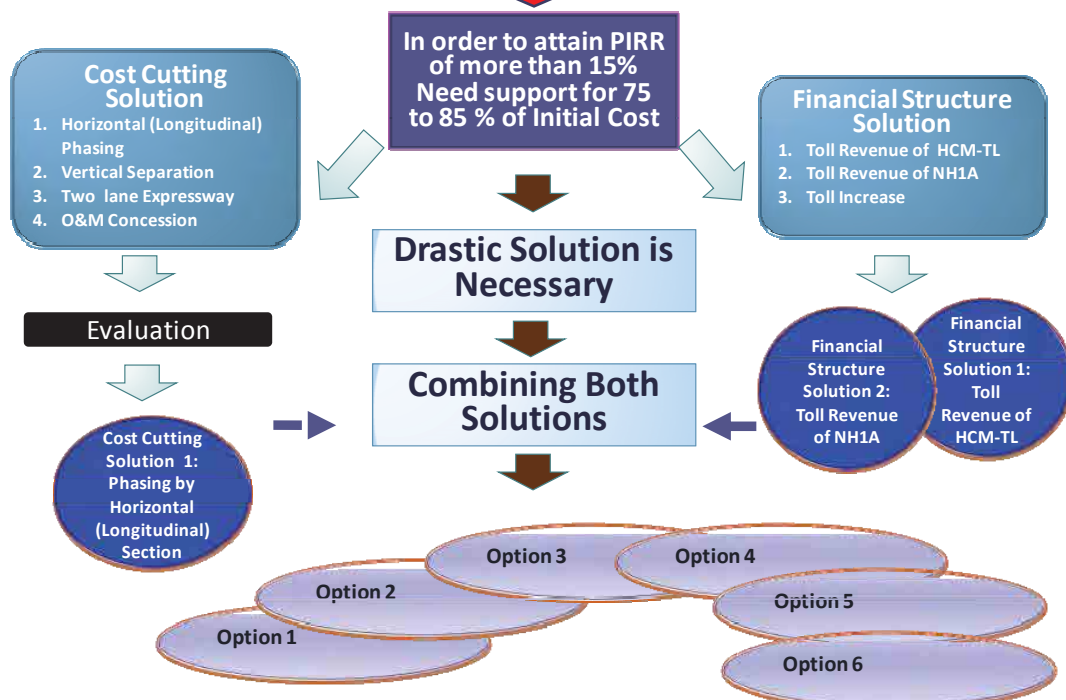 In order to attain PIRR
of more than 15%
Need support for 75
to 85 % of Initial Cost
Cost Cutting
Solution
1. Horizontal (Longitudinal)
Phasing
2. Vertical Separation
3. Two lane Expressway
4. O&M Concession
Financial Structure
Solution
1. Toll Revenue of HCM-TL
2. Toll Revenue of NH1A
3. Toll Increase
Drastic Solution is
Necessary
Evaluation
Combining Both
Solutions
Cost Cutting
Solution 1:
Phasing by
Horizontal
(Longitudinal)
Section
Financial
Structure
Solution 2:
Toll Revenue
of NH1A
Financial
Structure
Solution 1:
Toll
Revenue of
HCM-TL
Option 1
Option 2
Option 3
Option 4
Option 5
Option 6